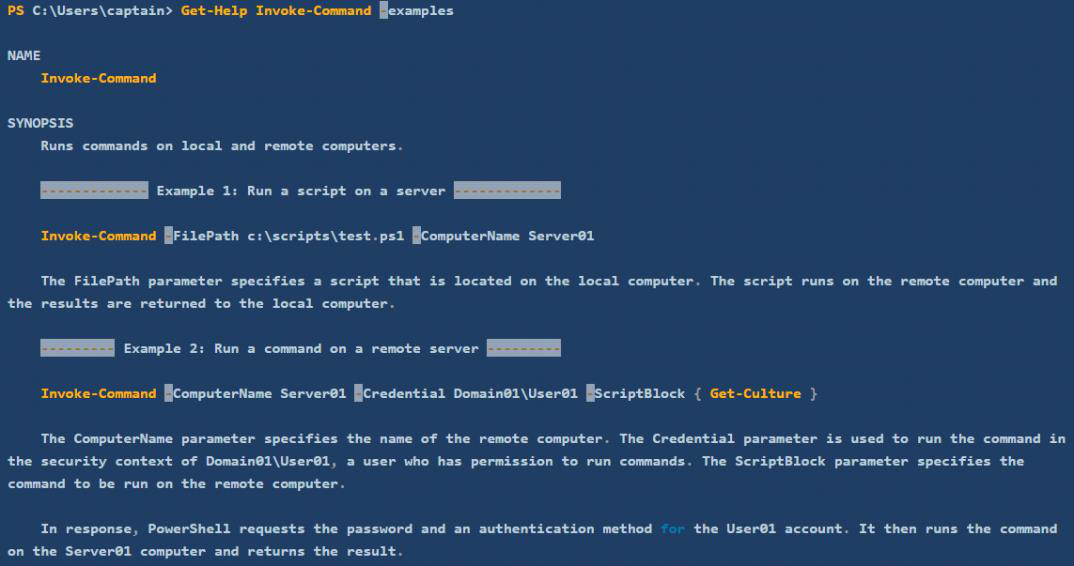 PS C:\Users\captain> Get-Help Invoke-Command -examples
NAME
Invoke-Command
SYNOPSIS
Runs commands on local and remote computers.
------------- Example 1: Run a script on a server -------------
Invoke-Command -FilePath c:\scripts\test.ps1 -ComputerName Server01
The FilePath parameter specifies a script that is located on the local computer. The script runs on the remote computer and
the results are returned to the local computer.
--------- Example 2: Run a command on a remote server ---------
Invoke-Command -ComputerName Server01 -Credential Domain01\User01 -ScriptBlock { Get-Culture }
The ComputerName parameter specifies the name of the remote computer. The Credential parameter is used to run the command in
the security context of Domain01\User01, a user who has permission to run commands. The ScriptBlock parameter specifies the
command to be run on the remote computer.
In response, PowerShell requests the password and an authentication method for the User01 account. It then runs the command
on the Server01 computer and returns the result.